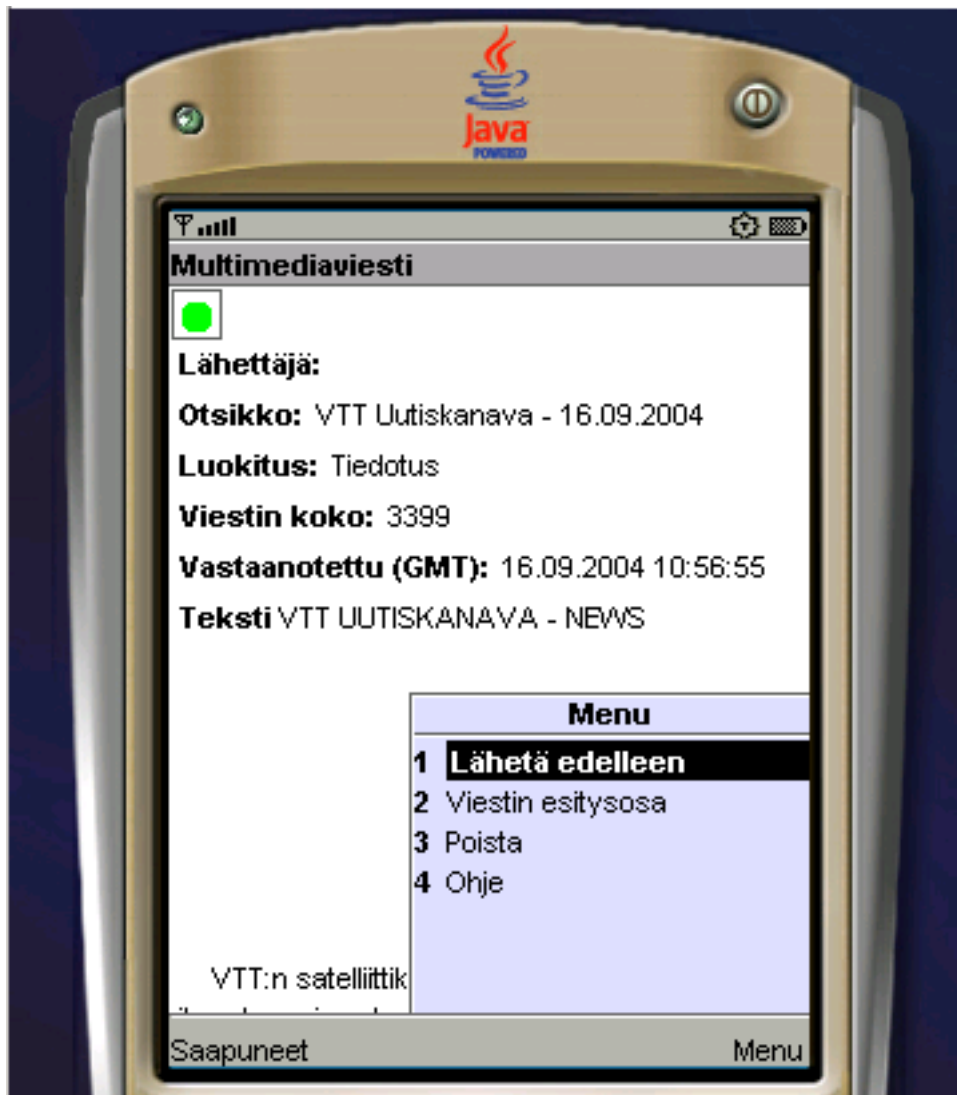 Java
POWERED
Multimediaviesti
Lähettäjä:
Otsikko: VTT Uutiskanava - 16.09.2004
Luokitus: Tiedotus
Viestin koko: 3399
Vastaanotettu (GMT): 16.09.2004 10:56:55
Teksti VTT UUTISKANAVA - NEWS
Menu
1 Lähetä edelleen
2 Viestin esitysosa
3 Poista
4 Ohje
VTT:n satelliittik
Saapuneet
Menu